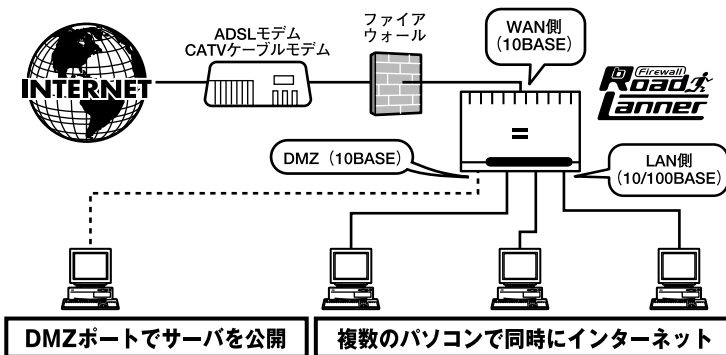 ADSLモデム
CATVケーブルモデム
ファイア
ウォール
WAN側
(10BASE)
INTERNET
Firewall
Road
Lanner
DMZ(10BASE)
LAN側
(10/100BASE)
DMZポートでサーバを公開
複数のパソコンで同時にインターネット